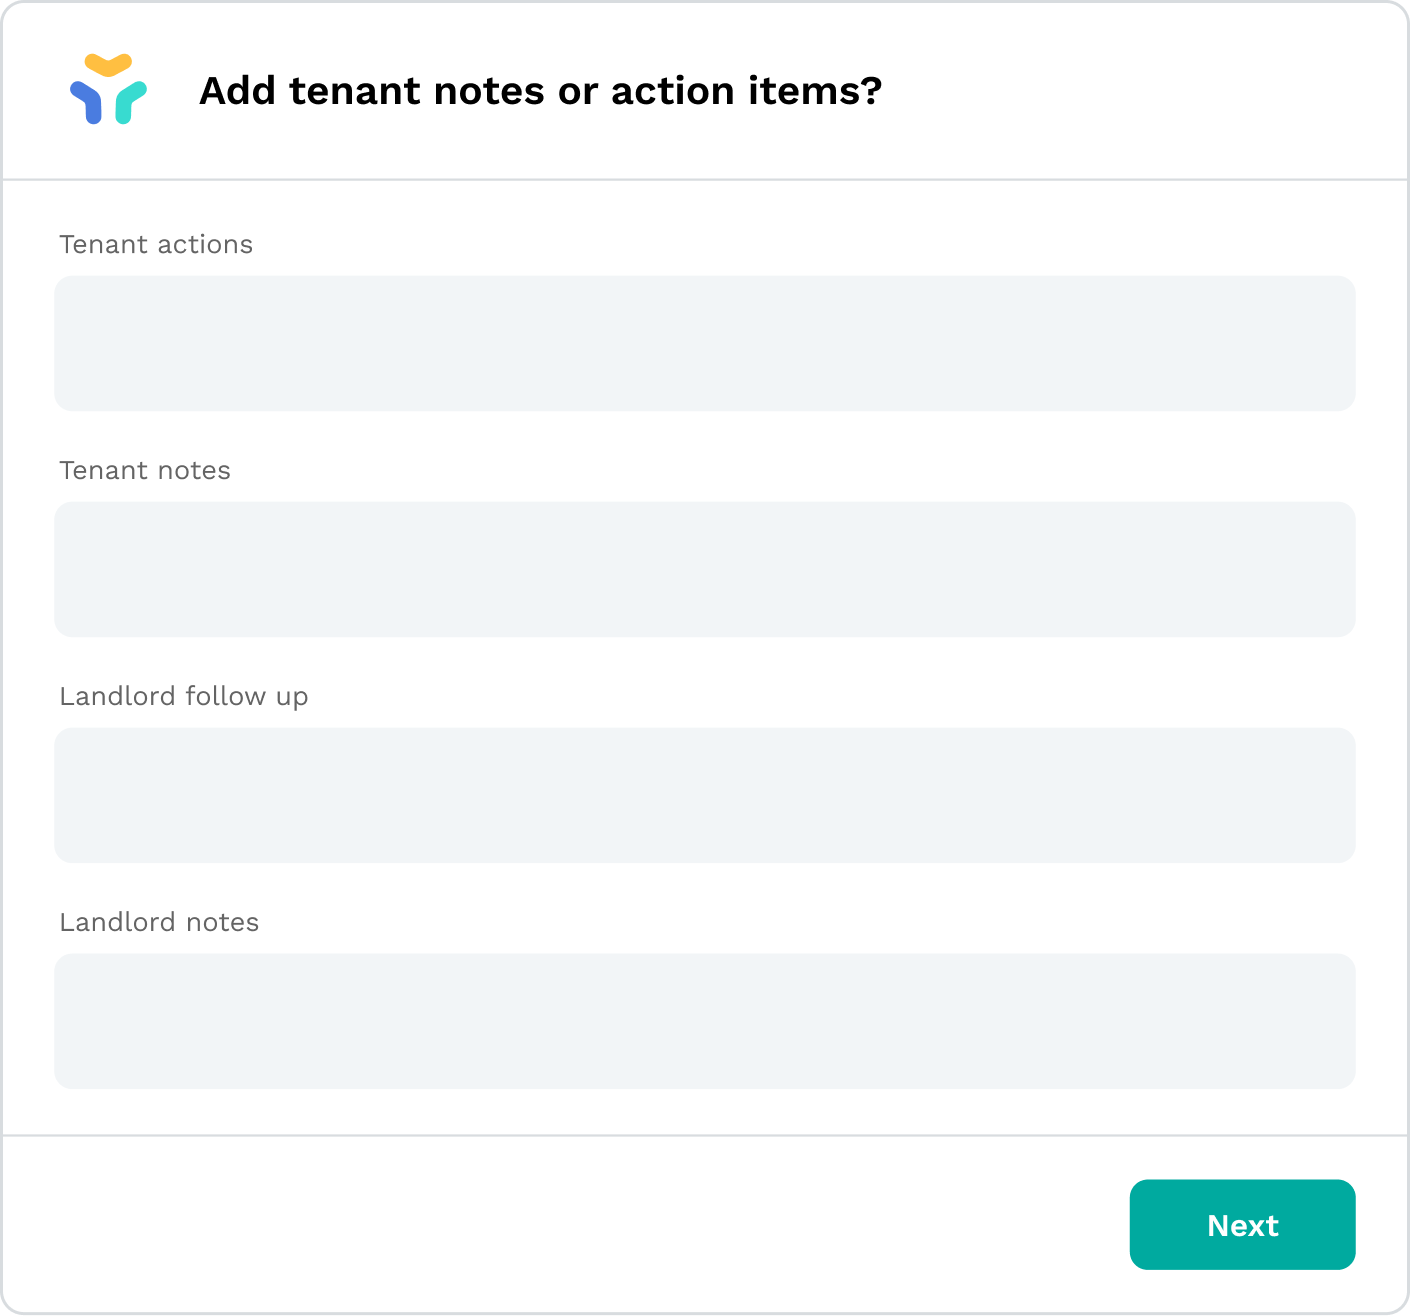 Add tenant notes or action items?
Tenant actions
Tenant notes
Landlord follow up
Landlord notes
Next